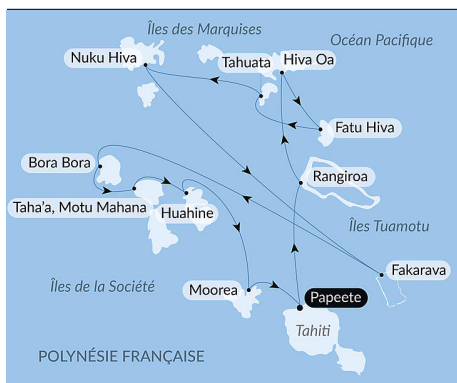 Îles des Marquises
Océan Pacifique
Nuku Hiva
Tahuata
Hiva Oa
Fatu Hiva
Bora Bora
Rangiroa
Taha'a, Motu Mahana
Huahine
Îles Tuamotu
Fakarava
Îles de la Société
Moorea
Papeete
Tahiti
POLYNÉSIE FRANÇAISE